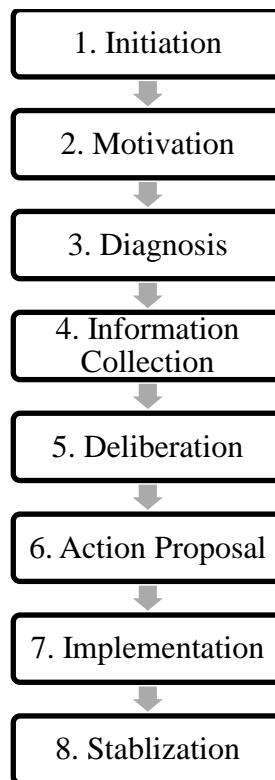 1. Initiation
2. Motivation
3. Diagnosis
4. Information
Collection
5. Deliberation
6. Action Proposal
7. Implementation
8. Stablization